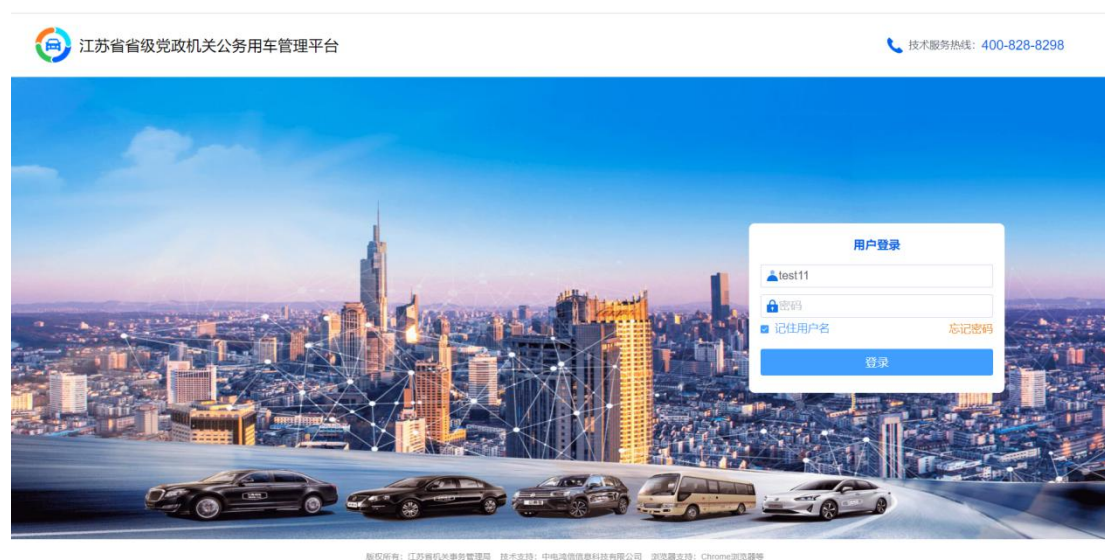 江苏省省级党政机关公务用车管理平台
技术服务热线：400-828-8298
用户登录
test11
密码
记住用户名 忘记密码
登录
版权所有：江苏省机关事务管理局 技术支持：中电鸿信信息科技有限公司 浏览器支持：Chrome浏览器等